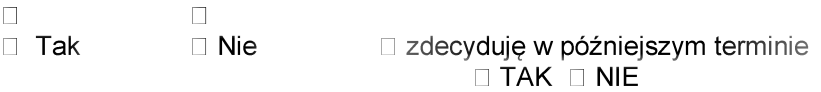 □ □
□ Tak □ Nie □ zdecyduję w późniejszym terminie
□ TAK □ NIE